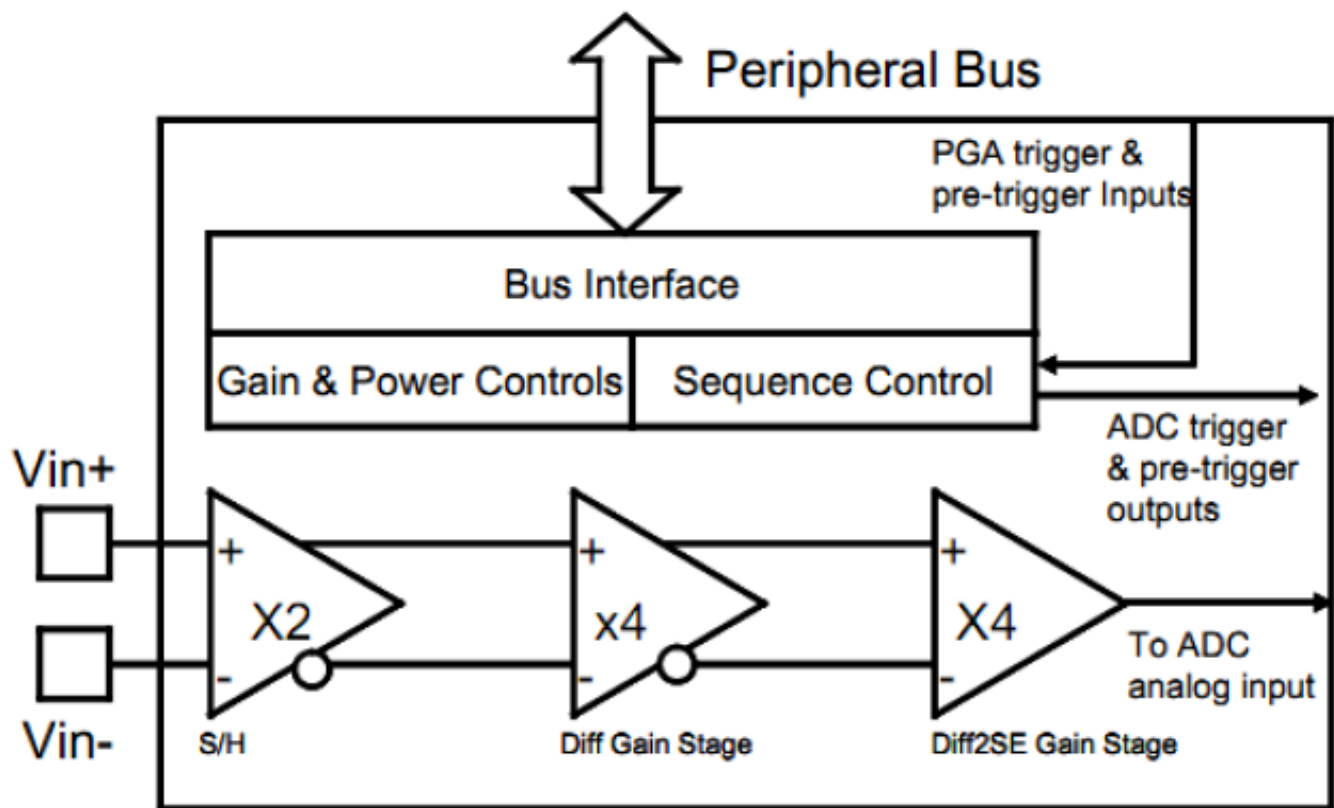 Peripheral Bus
PGA trigger &
pre-trigger Inputs
Bus Interface
Gain & Power Controls
Sequence Control
ADC trigger
& pre-trigger
outputs
Vin+
Vin-
+
-
X2
S/H
+
-
x4
Diff Gain Stage
+
-
X4
Diff2SE Gain Stage
To ADC
analog input